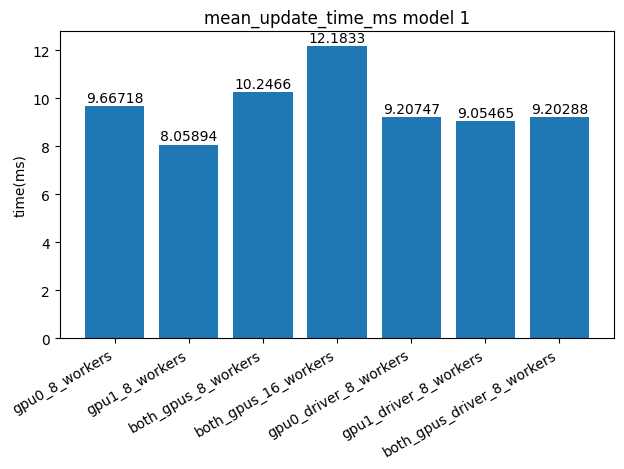 mean_update_time_ms model 1
time(ms)
12
10
8
6
4
2
0
9.66718
8.05894
10.2466
12.1833
9.20747
9.05465
9.20288
gpu0_8_workers
gpu1_8_workers
both_gpus_8_workers
both_gpus_16_workers
gpu0_driver_8_workers
gpu1_driver_8_workers
both_gpus_driver_8_workers